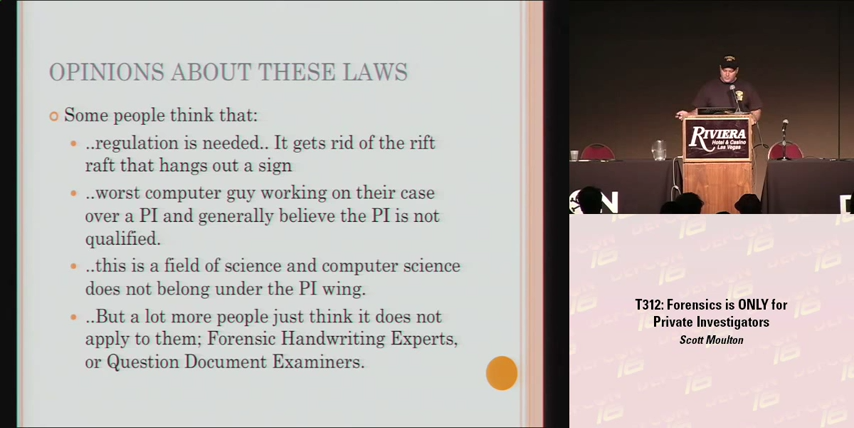 OPINIONS ABOUT THESE LAWS
Some people think that:
..regulation is needed.. It gets rid of the rift
raft that hangs out a sign
..worst computer guy working on their case
over a PI and generally believe the PI is not
qualified.
..this is a field of science and computer science
does not belong under the PI wing.
..But a lot more people just think it does not
apply to them; Forensic Handwriting Experts,
or Question Document Examiners.
RIVIERA
Hotel & Casino
Las Vegas
T312: Forensics is ONLY for
Private Investigators
Scott Moulton